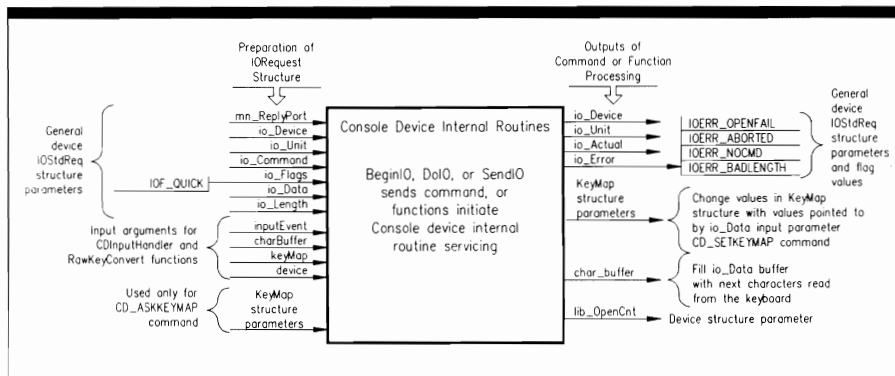 Preparation of
IORequest
Structure
Outputs of
Command or Function
Processing
General
device
IOStdReq
structure
parameters
IOF_QUICK
mn_ReplyPort
io_Device
io_Unit
io_Command
io_Flags
io_Data
io_Length
Input arguments for
CDInputHandler and
RawKeyConvert functions
inputEvent
charBuffer
keyMap
device
Used only for
CD_ASKKEYMAP
command
KeyMap
structure
parameters
Console Device Internal Routines
BeginIO, DoIO, or SendIO
sends command, or
functions initiate
Console device internal
routine servicing
io_Device
io_Unit
io_Actual
io_Error
IOERR_OPENFAIL
IOERR_ABORTED
IOERR_NOCMD
IOERR_BADLENGTH
General
device
IOStdReq
structure
parameters
and flag
values
KeyMap
structure
parameters
Change values in KeyMap
structure with values pointed to
by io_Data input parameter
CD_SETKEYMAP command
char_buffer
Fill io_Data buffer
with next characters read
from the keyboard
lib_OpenCnt
Device structure parameter